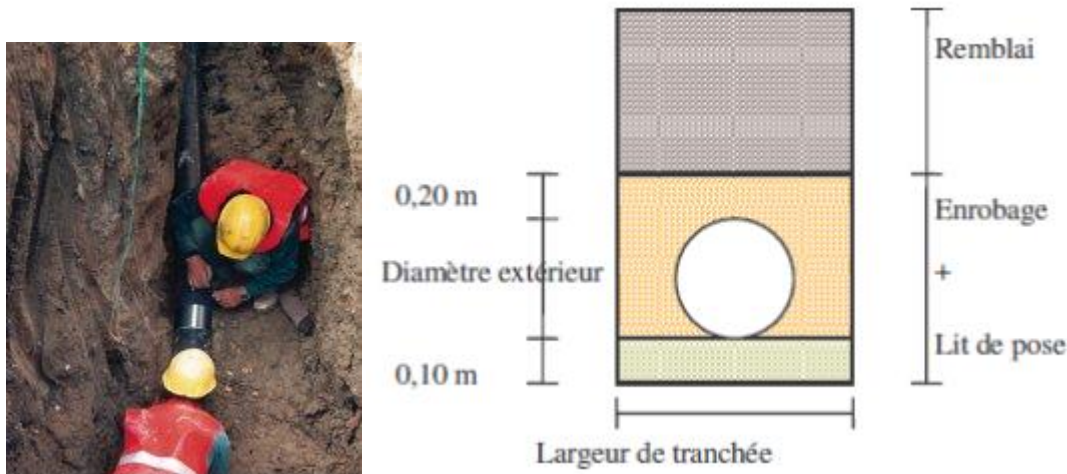 Remblai
0,20 m
Enrobage
Diamètre extérieur
+
Lit de pose
0,10 m
Largeur de tranchée